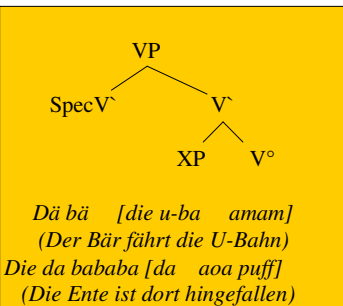 VP
SpecV` V`
XP V°
Dä bä [die u-ba amam]
(Der Bär fährt die U-Bahn)
Die da bababa [da aoa puff]
(Die Ente ist dort hingefallen)